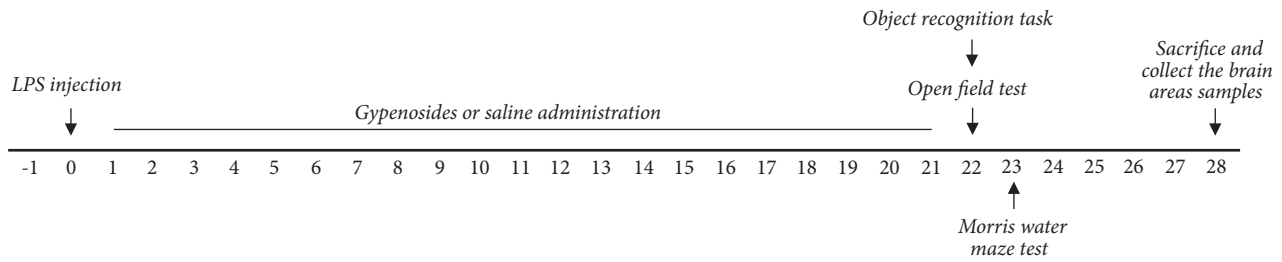 Object recognition task
Sacrifice and
collect the brain
areas samples
LPS injection
Open field test
Gypenosides or saline administration
-1 0 1 2 3 4 5 6 7 8 9 10 11 12 13 14 15 16 17 18 19 20 21 22 23 24 25 26 27 28
Morris water
maze test